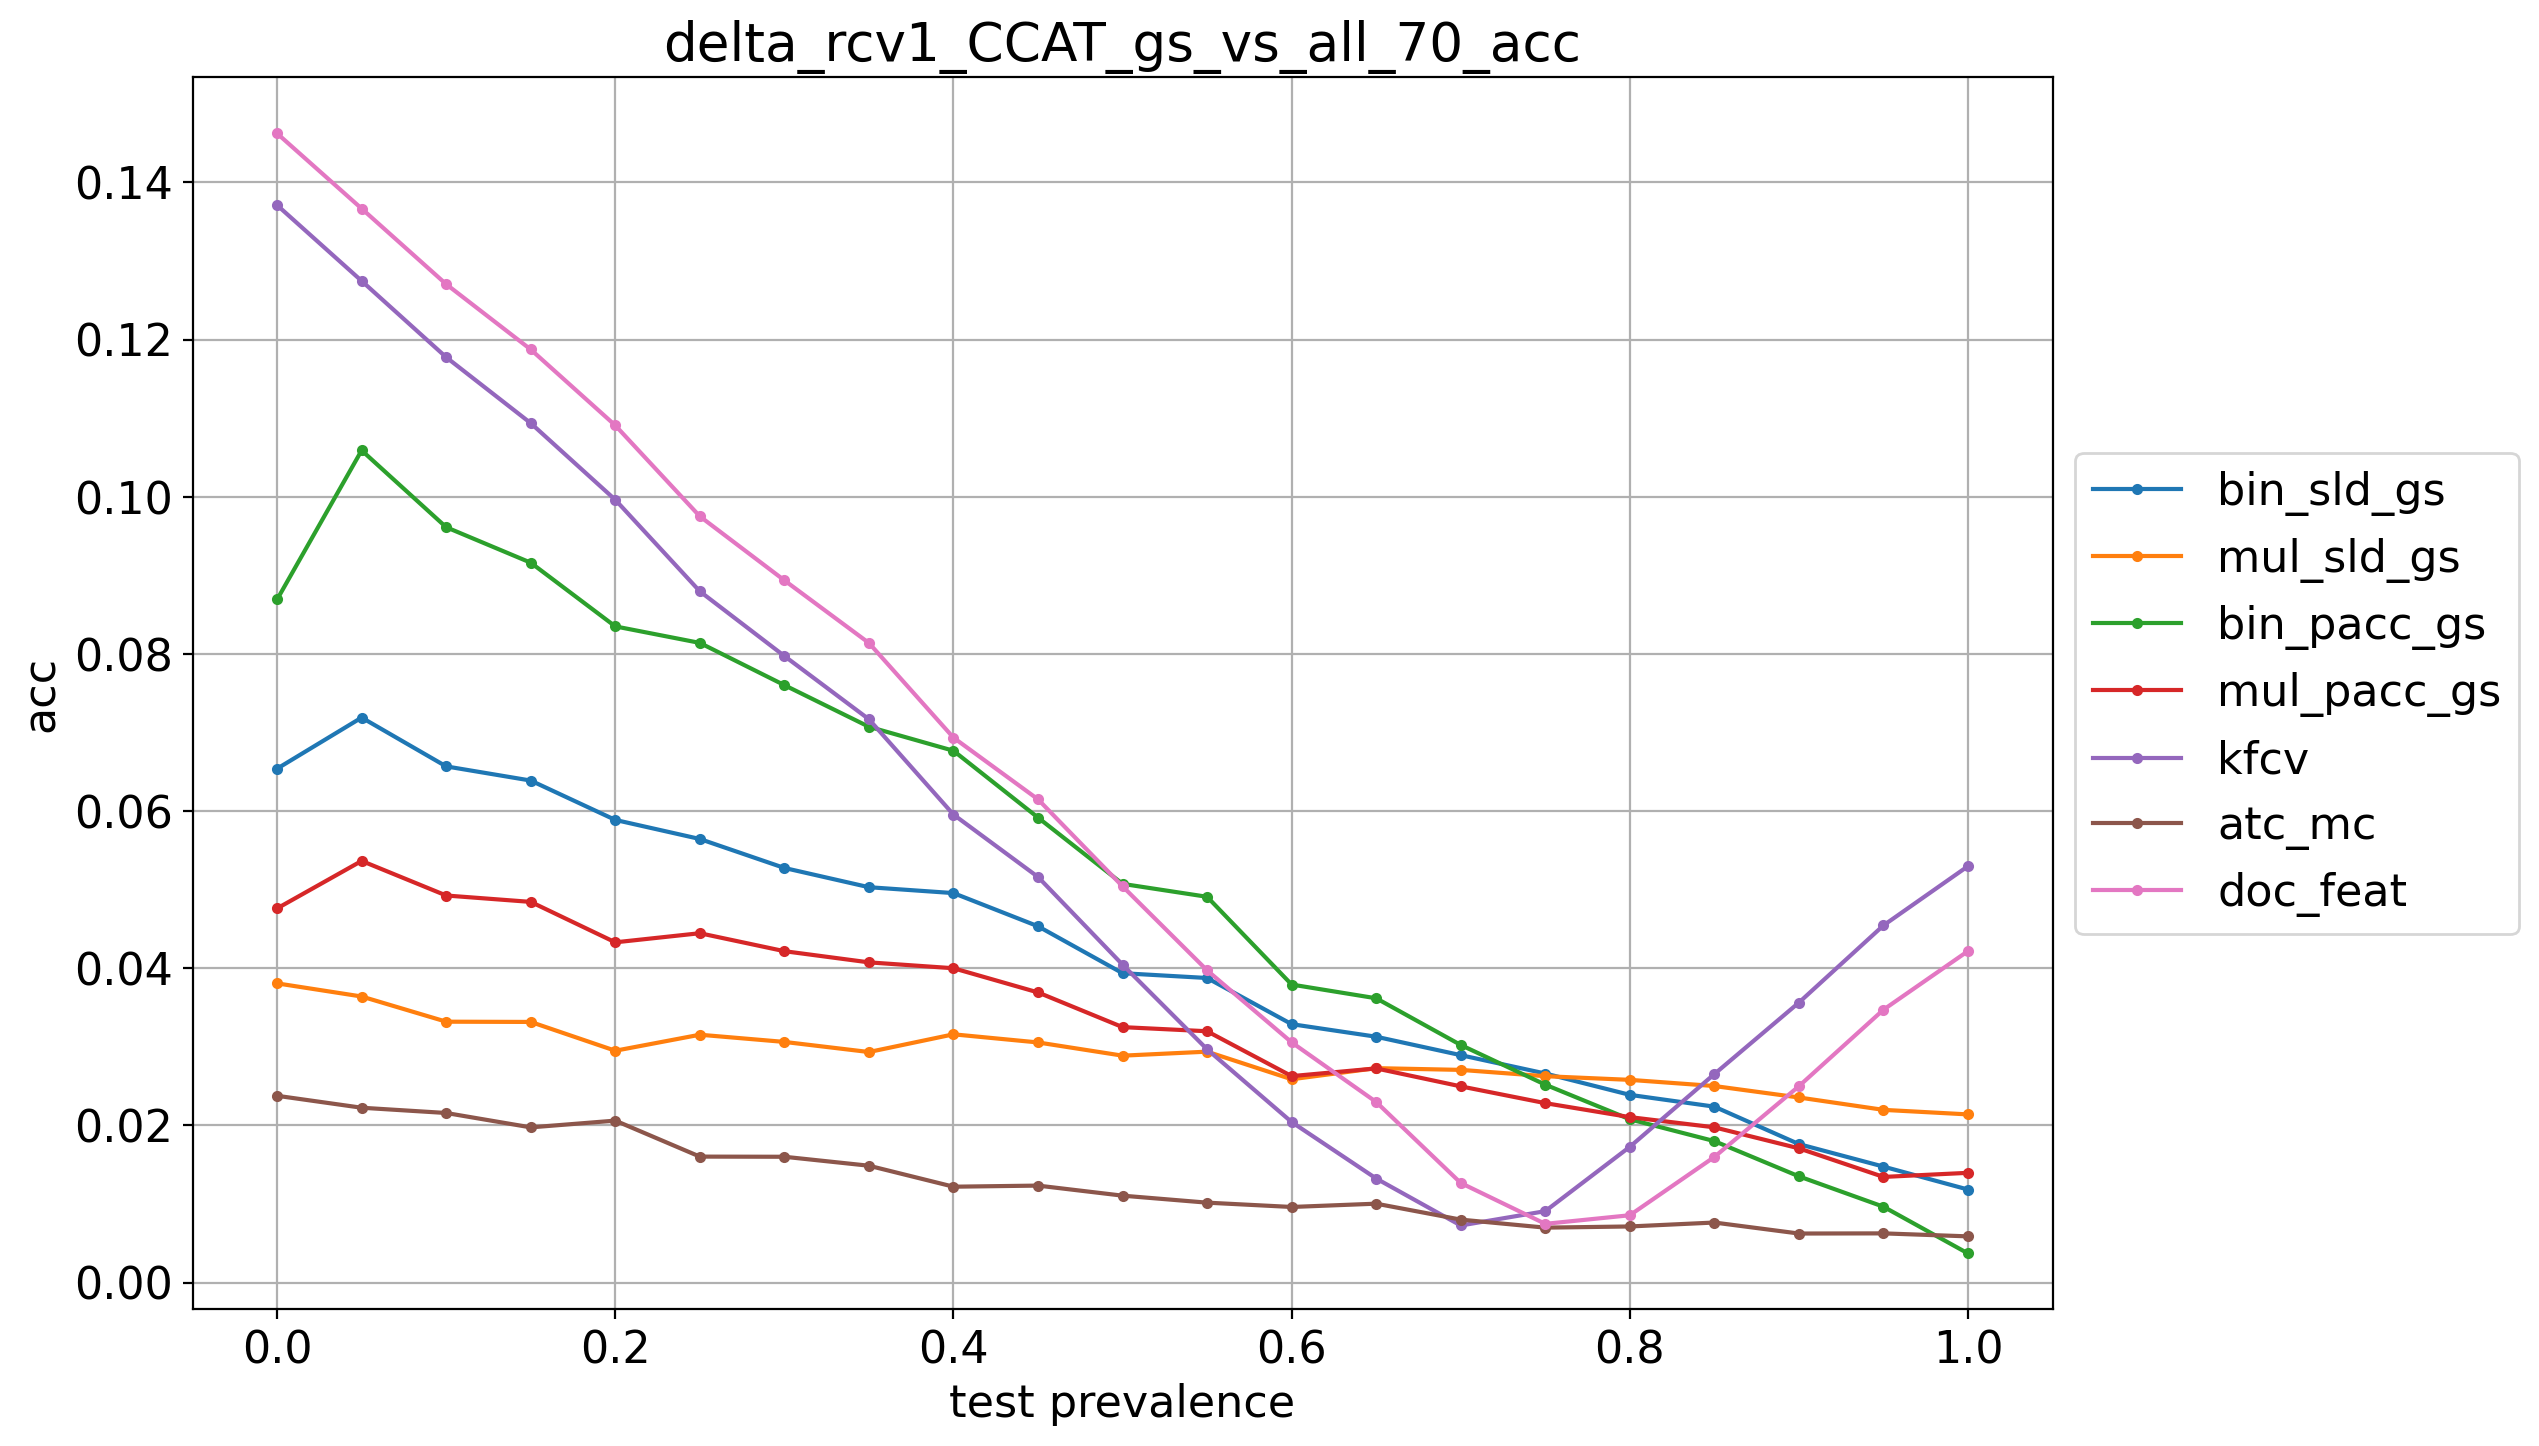 delta_rcv1_CCAT_gs_vs_all_70_acc
acc
0.14
0.12
0.10
0.08
0.06
0.04
0.02
0.00
0.0 0.2 0.4 0.6 0.8 1.0
test prevalence
bin_sld_gs
mul_sld_gs
bin_pacc_gs
mul_pacc_gs
kfcv
atc_mc
doc_feat